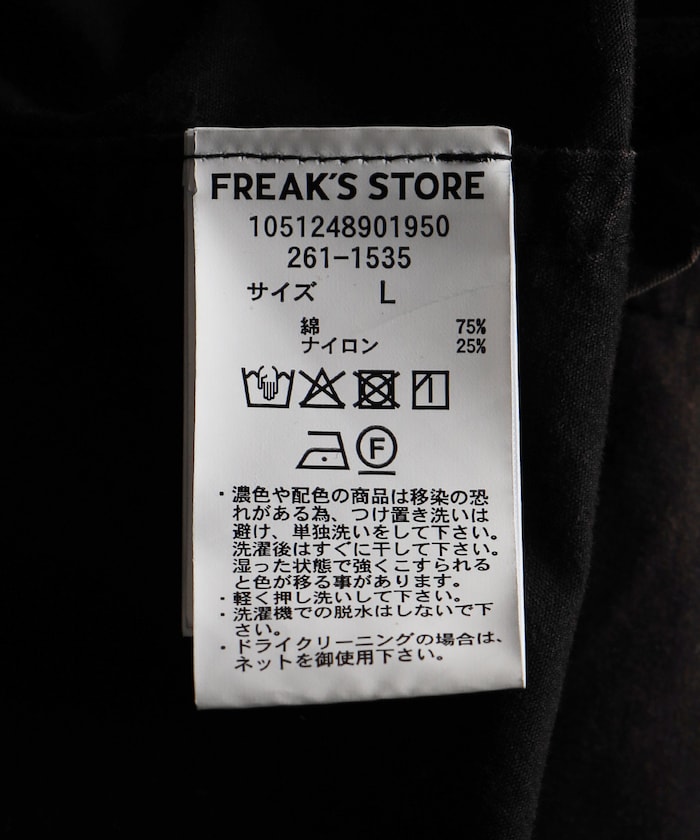 FREAK'S STORE
1051248901950
261-1535
サイズ L
綿 75%
ナイロン 25%
F
・濃色や配色の商品は移染の恐
れがある為、つけ置き洗いは
避け、単独洗いをして下さい。
洗濯後はすぐに干して下さい。
湿った状態で強くこすられる
と色が移る事があります。
・軽く押し洗いして下さい。
・洗濯機での脱水はしないで下
さい。
・ドライクリーニングの場合は、
ネットを御使用下さい。